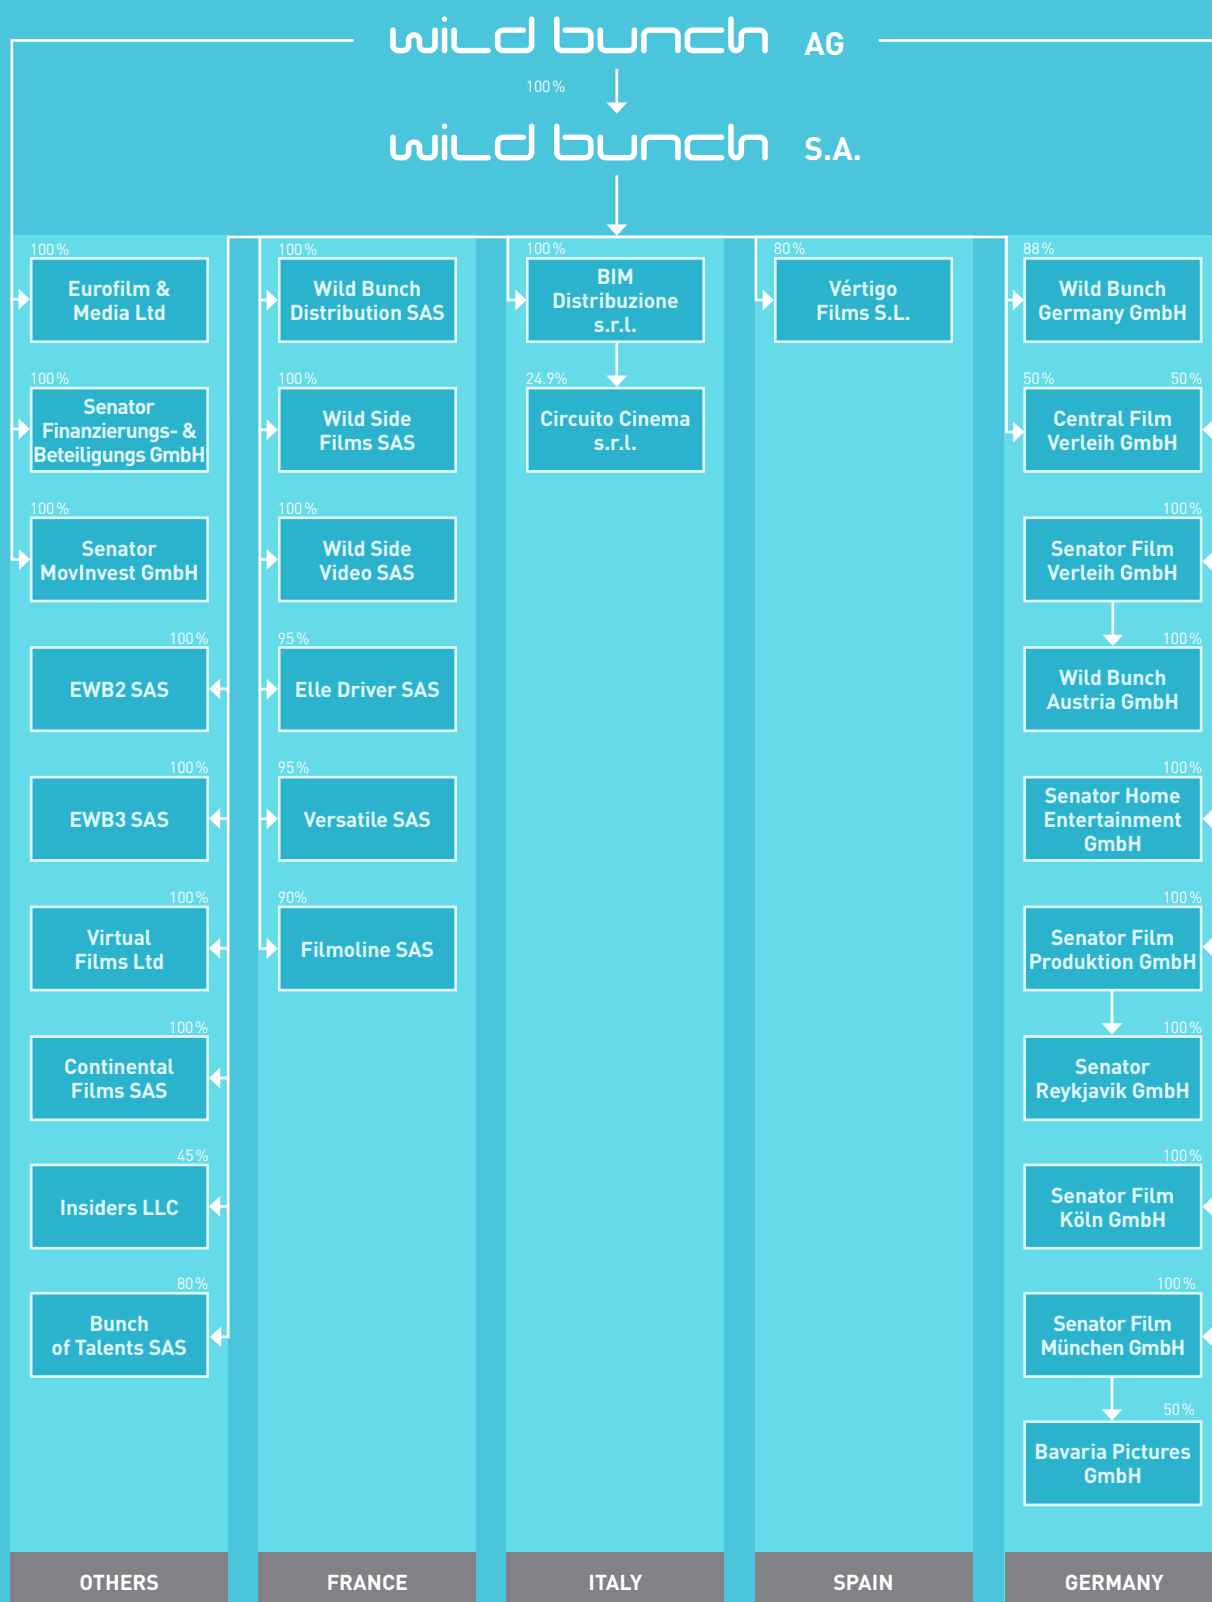 wild bunch AG
100%
wild bunch S.A.
100%
Eurofilm &
Media Ltd
100%
Senator
Finanzierungs- &
Beteiligungs GmbH
100%
Senator
MovInvest GmbH
100%
EWB2 SAS
100%
EWB3 SAS
100%
Virtual
Films Ltd
100%
Continental
Films SAS
45%
Insiders LLC
80%
Bunch
of Talents SAS
OTHERS
100%
Wild Bunch
Distribution SAS
100%
Wild Side
Films SAS
100%
Wild Side
Video SAS
95%
Elle Driver SAS
95%
Versatile SAS
90%
Filmoline SAS
FRANCE
100%
BIM
Distribuzione
s.r.l.
24.9%
Circuito Cinema
s.r.l.
ITALY
80%
Vértigo
Films S.L.
SPAIN
88%
Wild Bunch
Germany GmbH
50% 50%
Central Film
Verleih GmbH
100%
Senator Film
Verleih GmbH
100%
Wild Bunch
Austria GmbH
100%
Senator Home
Entertainment
GmbH
100%
Senator Film
Produktion GmbH
100%
Senator
Reykjavik GmbH
100%
Senator Film
Köln GmbH
100%
Senator Film
München GmbH
50%
Bavaria Pictures
GmbH
GERMANY